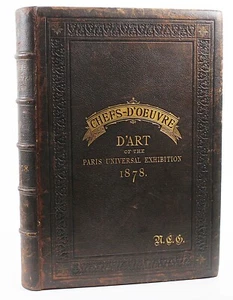 CHEFS-D'OEUVRE
D'ART
OF THE
PARIS UNIVERSAL EXHIBITION
1878.
N.E.G.